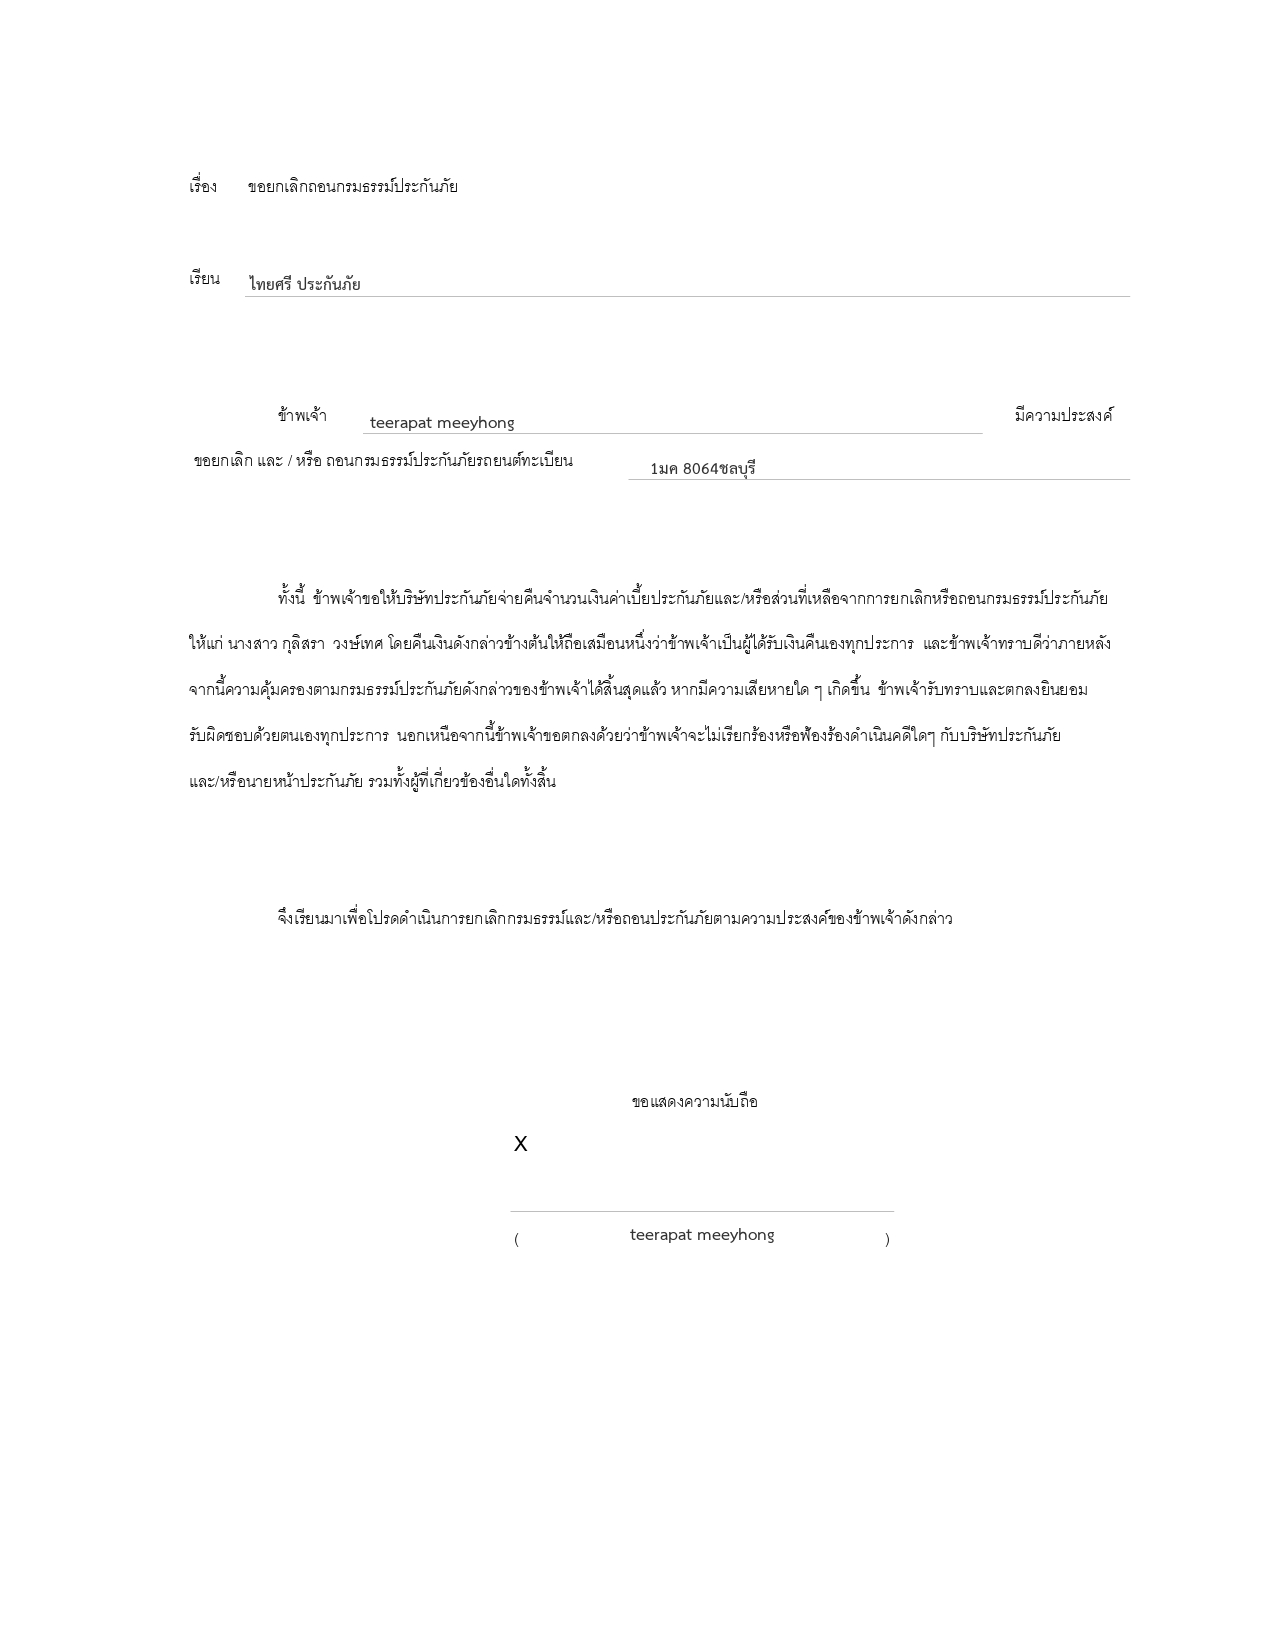 เรื่อง ขอยกเลิกถอนกรมธรรม์ประกันภัย
เรียน ไทยศรี ประกันภัย
ข้าพเจ้า teerapat meeyhong มีความประสงค์
ขอยกเลิก และ / หรือ ถอนกรมธรรม์ประกันภัยรถยนต์ทะเบียน 1มค 8064ชลบุรี
ทั้งนี้ ข้าพเจ้าขอให้บริษัทประกันภัยจ่ายคืนจำนวนเงินค่าเบี้ยประกันภัยและ/หรือส่วนที่เหลือจากการยกเลิกหรือถอนกรมธรรม์ประกันภัย
ให้แก่ นางสาว กุลิสรา วงษ์เทศ โดยคืนเงินดังกล่าวข้างต้นให้ถือเสมือนหนึ่งว่าข้าพเจ้าเป็นผู้ได้รับเงินคืนเองทุกประการ และข้าพเจ้าทราบดีว่าภายหลัง
จากนี้ความคุ้มครองตามกรมธรรม์ประกันภัยดังกล่าวของข้าพเจ้าได้สิ้นสุดแล้ว หากมีความเสียหายใด ๆ เกิดขึ้น ข้าพเจ้ารับทราบและตกลงยินยอม
รับผิดชอบด้วยตนเองทุกประการ นอกเหนือจากนี้ข้าพเจ้าขอตกลงด้วยว่าข้าพเจ้าจะไม่เรียกร้องหรือฟ้องร้องดำเนินคดีใดๆ กับบริษัทประกันภัย
และ/หรือนายหน้าประกันภัย รวมทั้งผู้ที่เกี่ยวข้องอื่นใดทั้งสิ้น
จึงเรียนมาเพื่อโปรดดำเนินการยกเลิกกรมธรรม์และ/หรือถอนประกันภัยตามความประสงค์ของข้าพเจ้าดังกล่าว
ขอแสดงความนับถือ
X
( teerapat meeyhong )